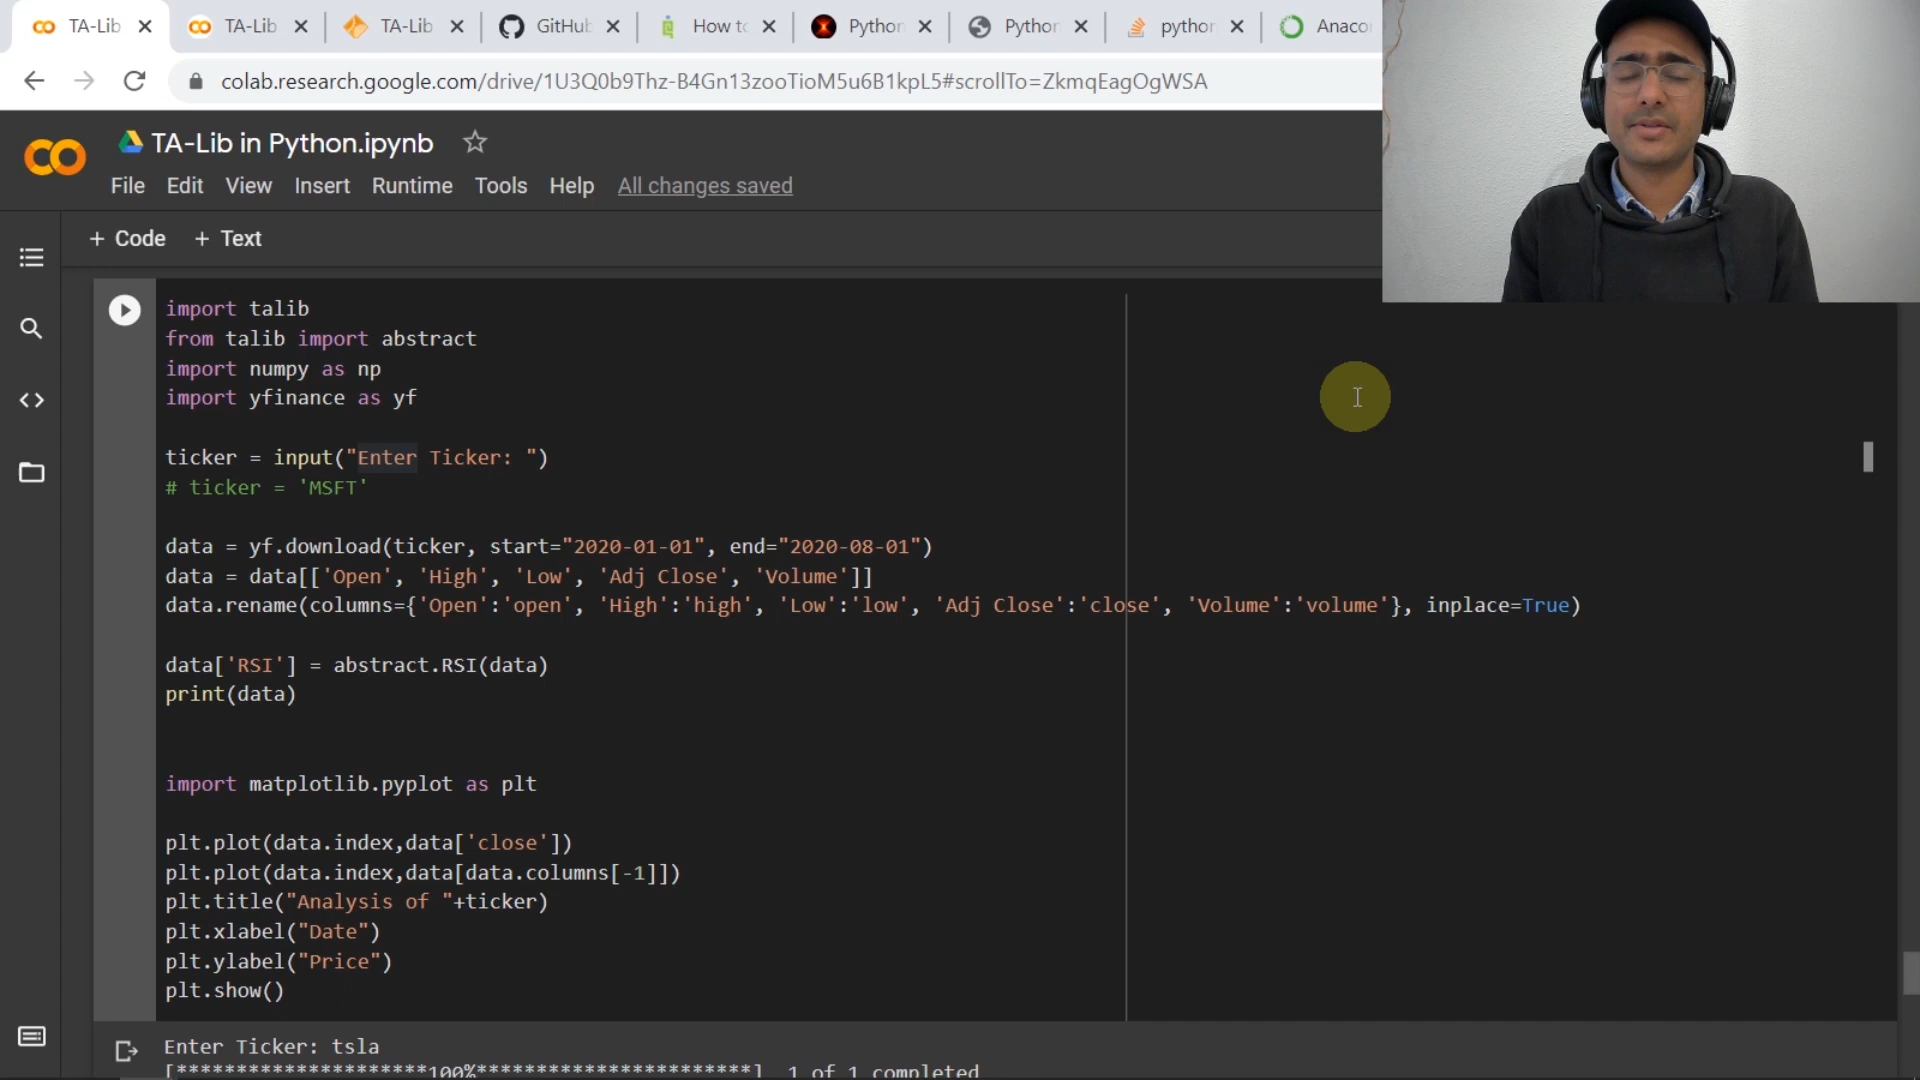 TA-Lib
TA-Lib
TA-Lib
GitHub
How to
Python
Python
python
Anaco
colab.research.google.com/drive/1U3Q0b9Thz-B4Gn13zooTioM5u6B1kpL5#scrollTo=ZkmqEagOgWSA
TA-Lib in Python.ipynb
File Edit View Insert Runtime Tools Help All changes saved
+ Code + Text
import talib
from talib import abstract
import numpy as np
import yfinance as yf
ticker = input("Enter Ticker: ")
# ticker = 'MSFT'
data = yf.download(ticker, start="2020-01-01", end="2020-08-01")
data = data[['Open', 'High', 'Low', 'Adj Close', 'Volume']]
data.rename(columns={'Open':'open', 'High':'high', 'Low':'low', 'Adj Close':'close', 'Volume':'volume'}, inplace=True)
data['RSI'] = abstract.RSI(data)
print(data)
import matplotlib.pyplot as plt
plt.plot(data.index,data['close'])
plt.plot(data.index,data[data.columns[-1]])
plt.title("Analysis of "+ticker)
plt.xlabel("Date")
plt.ylabel("Price")
plt.show()
Enter Ticker: tsla
[*********************100%***********************]  1 of 1 completed